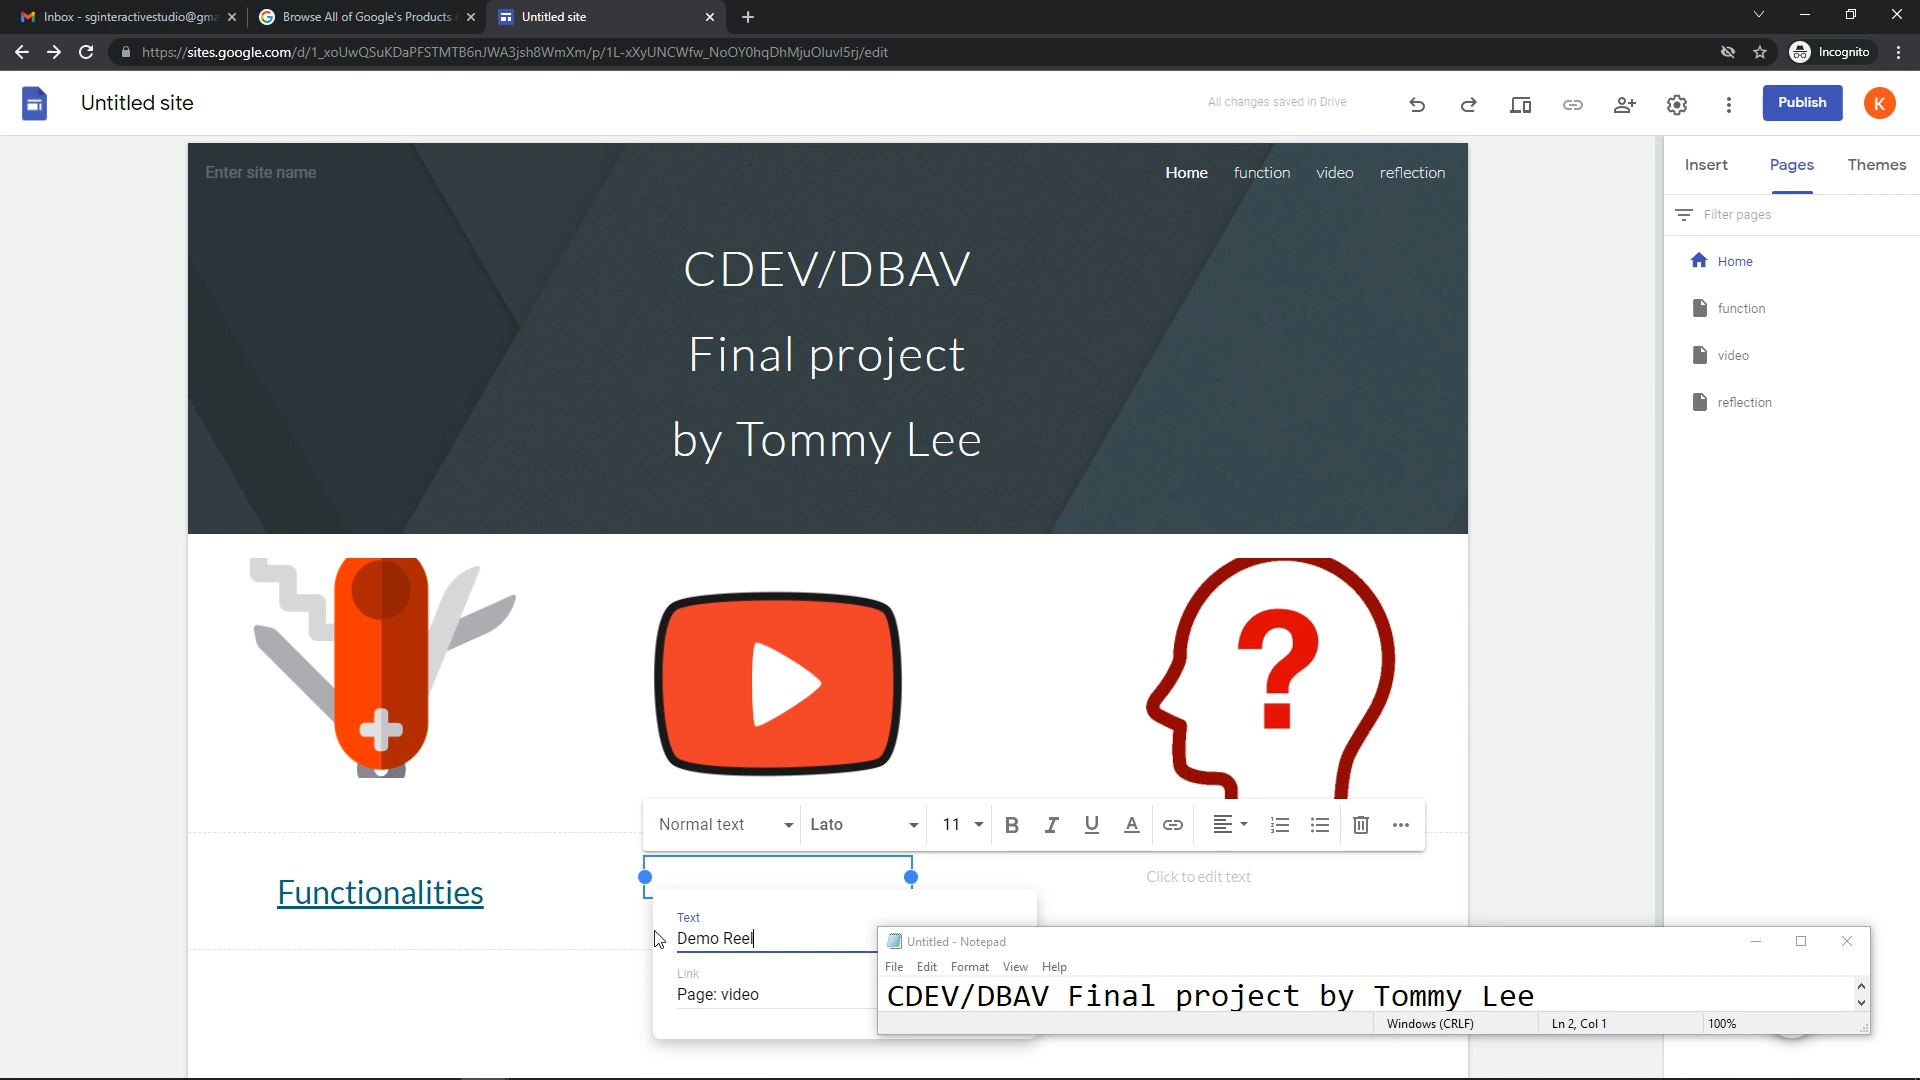 Inbox - sginteractivestudio@gma
Browse All of Google's Products
Untitled site
https://sites.google.com/d/1_xoUwQSuKDaPFSTMTB6nJWA3jsh8WmXm/p/1L-xXyUNCWfw_NoOY0hqDhMjuOluvI5rj/edit
Incognito
Untitled site
All changes saved in Drive
Publish
K
Enter site name
Home
function
video
reflection
Insert
Pages
Themes
Filter pages
Home
function
video
reflection
CDEV/DBAV
Final project
by Tommy Lee
Normal text
Lato
11
Functionalities
Click to edit text
Text
Demo Reel
Link
Page: video
Untitled - Notepad
File Edit Format View Help
CDEV/DBAV Final project by Tommy Lee
Windows (CRLF)
Ln 2, Col 1
100%